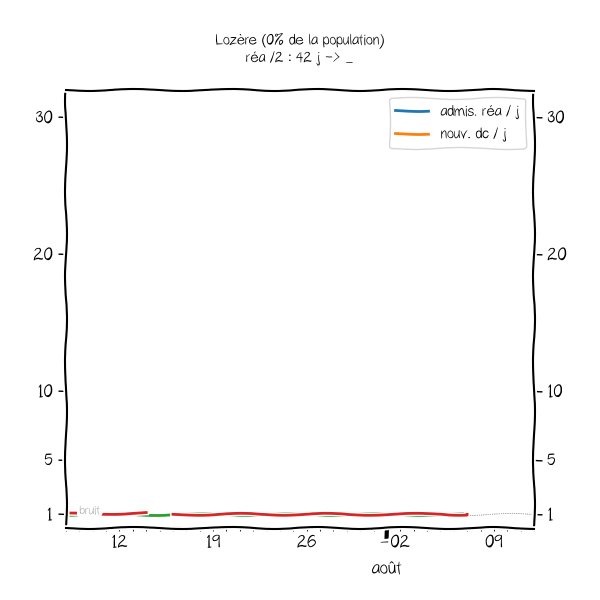 Lozère (0% de la population)
réa /2 : 42 j -> _
admis. réa / j
nouv. dc / j
30
30
20
20
10
10
5
5
1
bruit
1
12
19
26
02
09
août